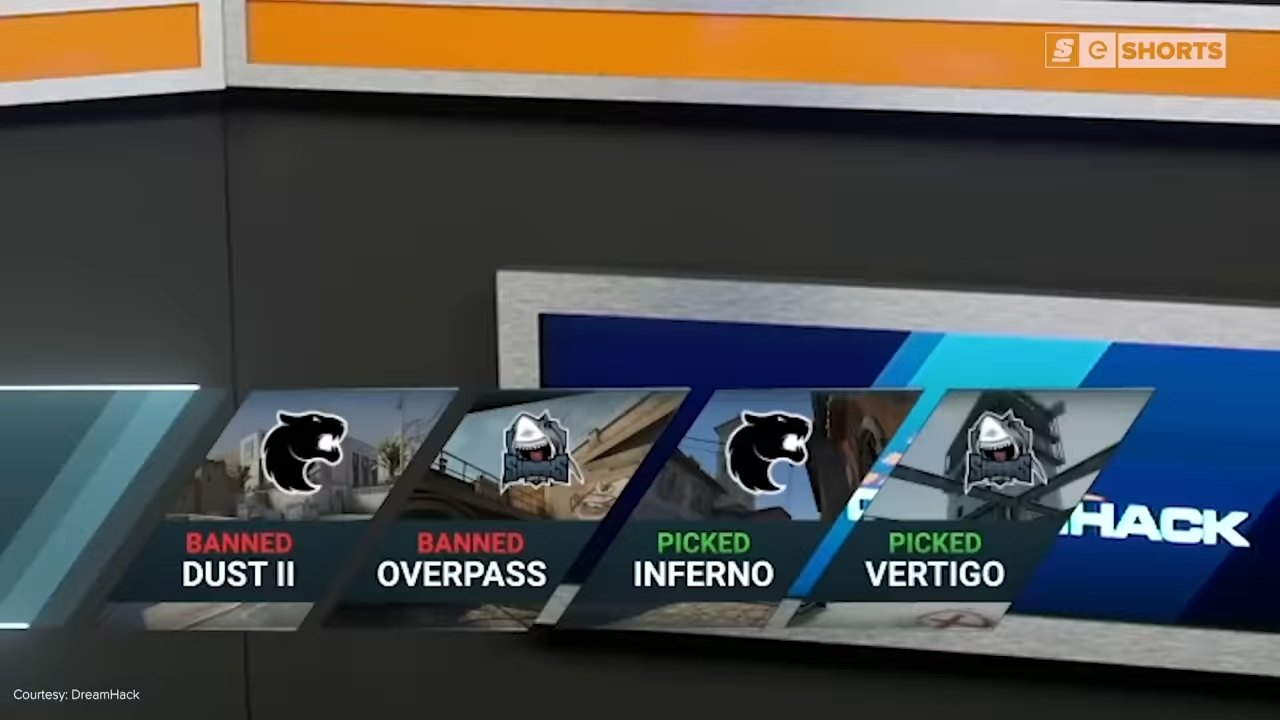 S e SHORTS
BANNED
DUST II
BANNED
OVERPASS
PICKED
INFERNO
PICKED
VERTIGO
HACK
Courtesy: DreamHack